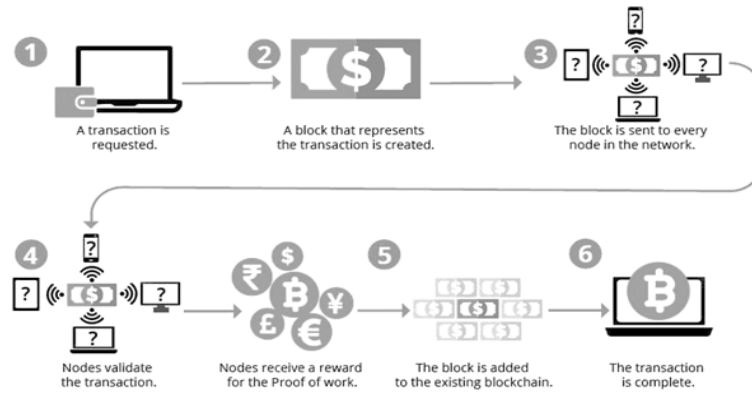 1
A transaction is
requested.
2
$
A block that represents
the transaction is created.
3
?
?
$
?
?
The block is sent to every
node in the network.
4
?
?
$
?
?
Nodes validate
the transaction.
$
₹
₿
¥
£
€
Nodes receive a reward
for the Proof of work.
5
$ $
$ $ $
$ $
The block is added
to the existing blockchain.
6
₿
The transaction
is complete.